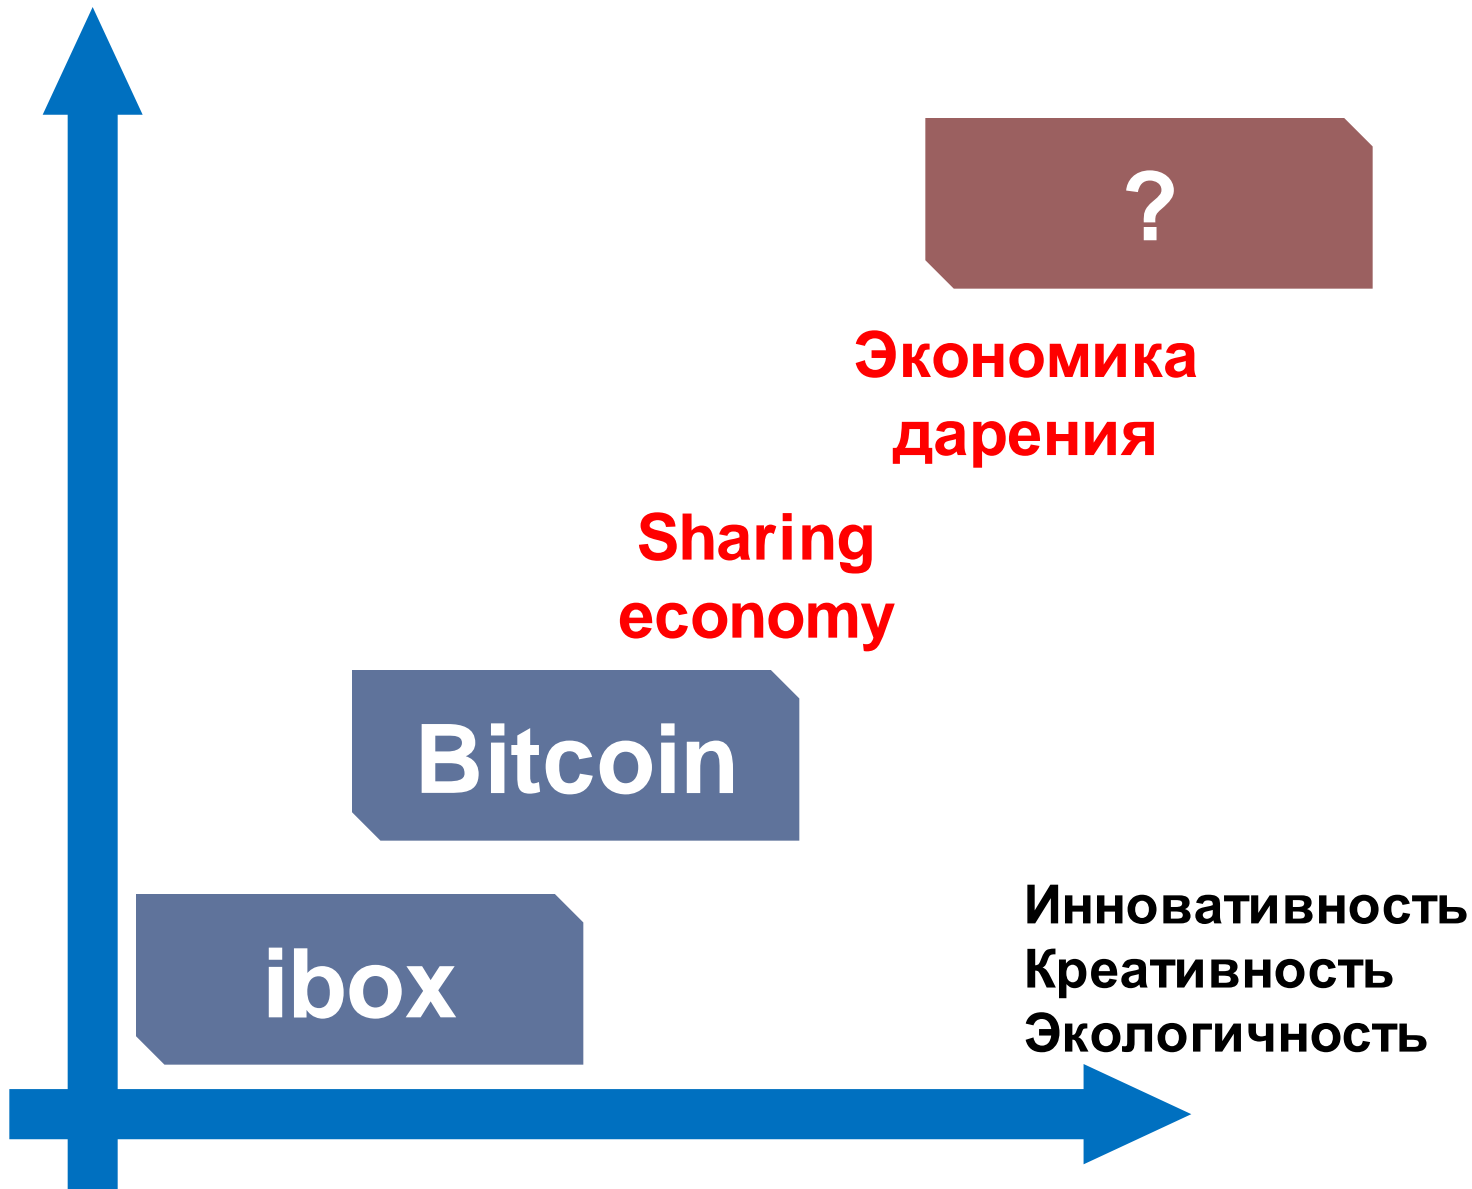 ?
Экономика
дарения
Sharing
economy
Bitcoin
ibox
Инновативность
Креативность
Экологичность